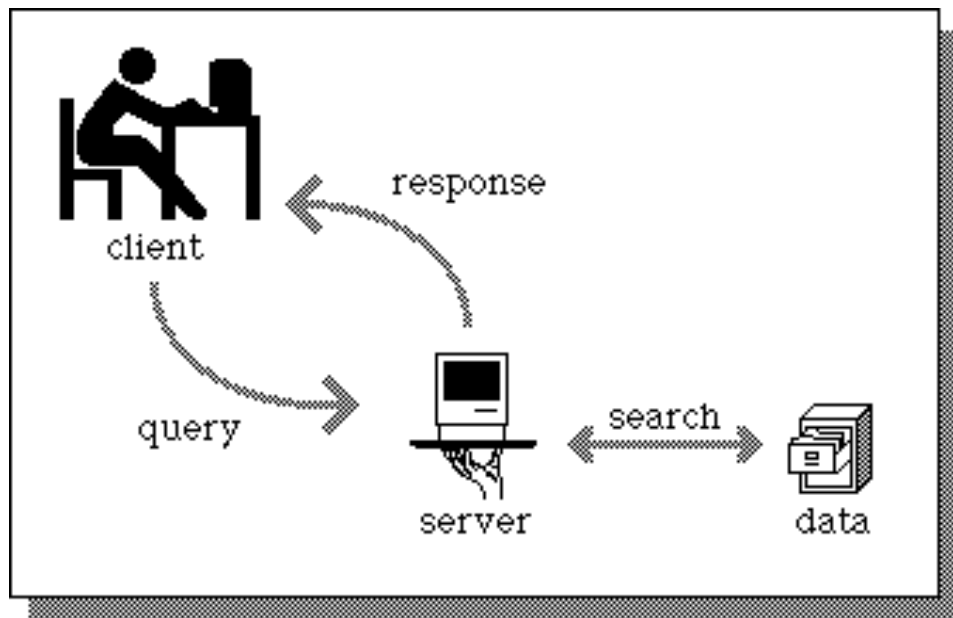 response
client
query
search
server
data